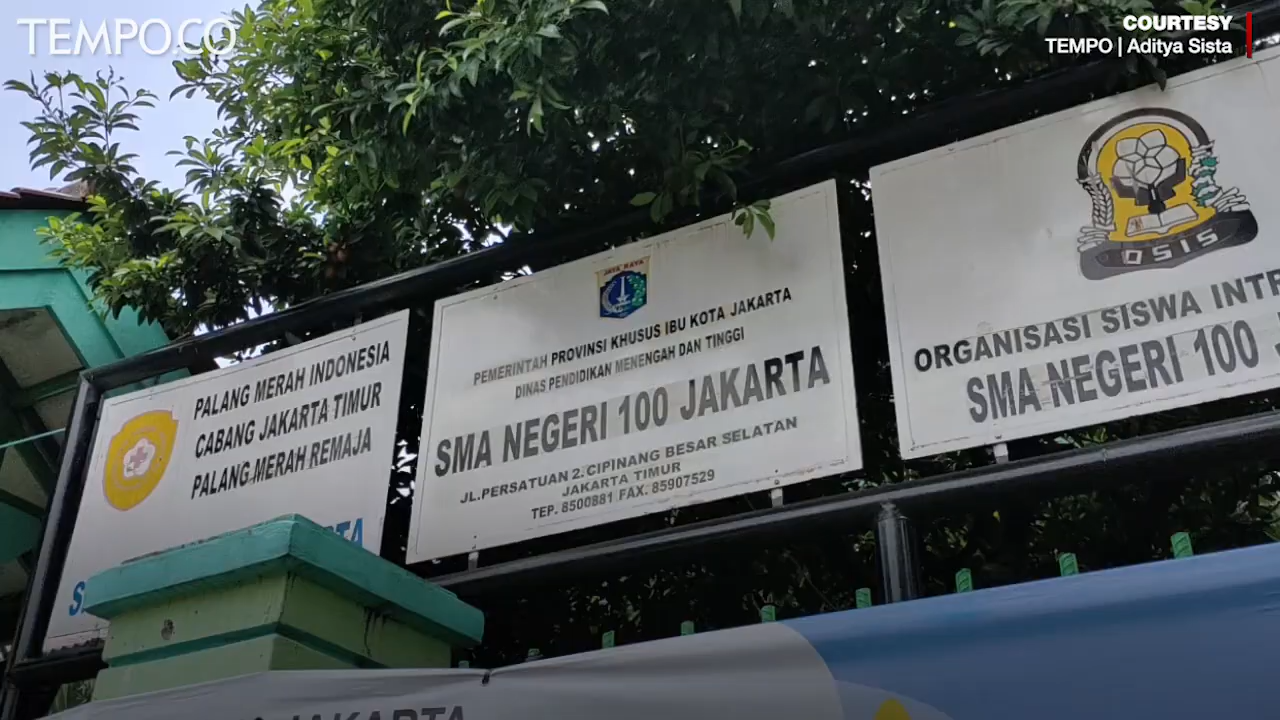 TEMPO.CO
COURTESY
TEMPO | Aditya Sista
PALANG MERAH INDONESIA
CABANG JAKARTA TIMUR
PALANG MERAH REMAJA
JAYA RAYA
PEMERINTAH PROVINSI KHUSUS IBU KOTA JAKARTA
DINAS PENDIDIKAN MENENGAH DAN TINGGI
SMA NEGERI 100 JAKARTA
JL.PERSATUAN 2. CIPINANG BESAR SELATAN
JAKARTA TIMUR
TEP. 8500881 FAX. 85907529
OSIS
ORGANISASI SISWA INTR
SMA NEGERI 100
JAKARTA